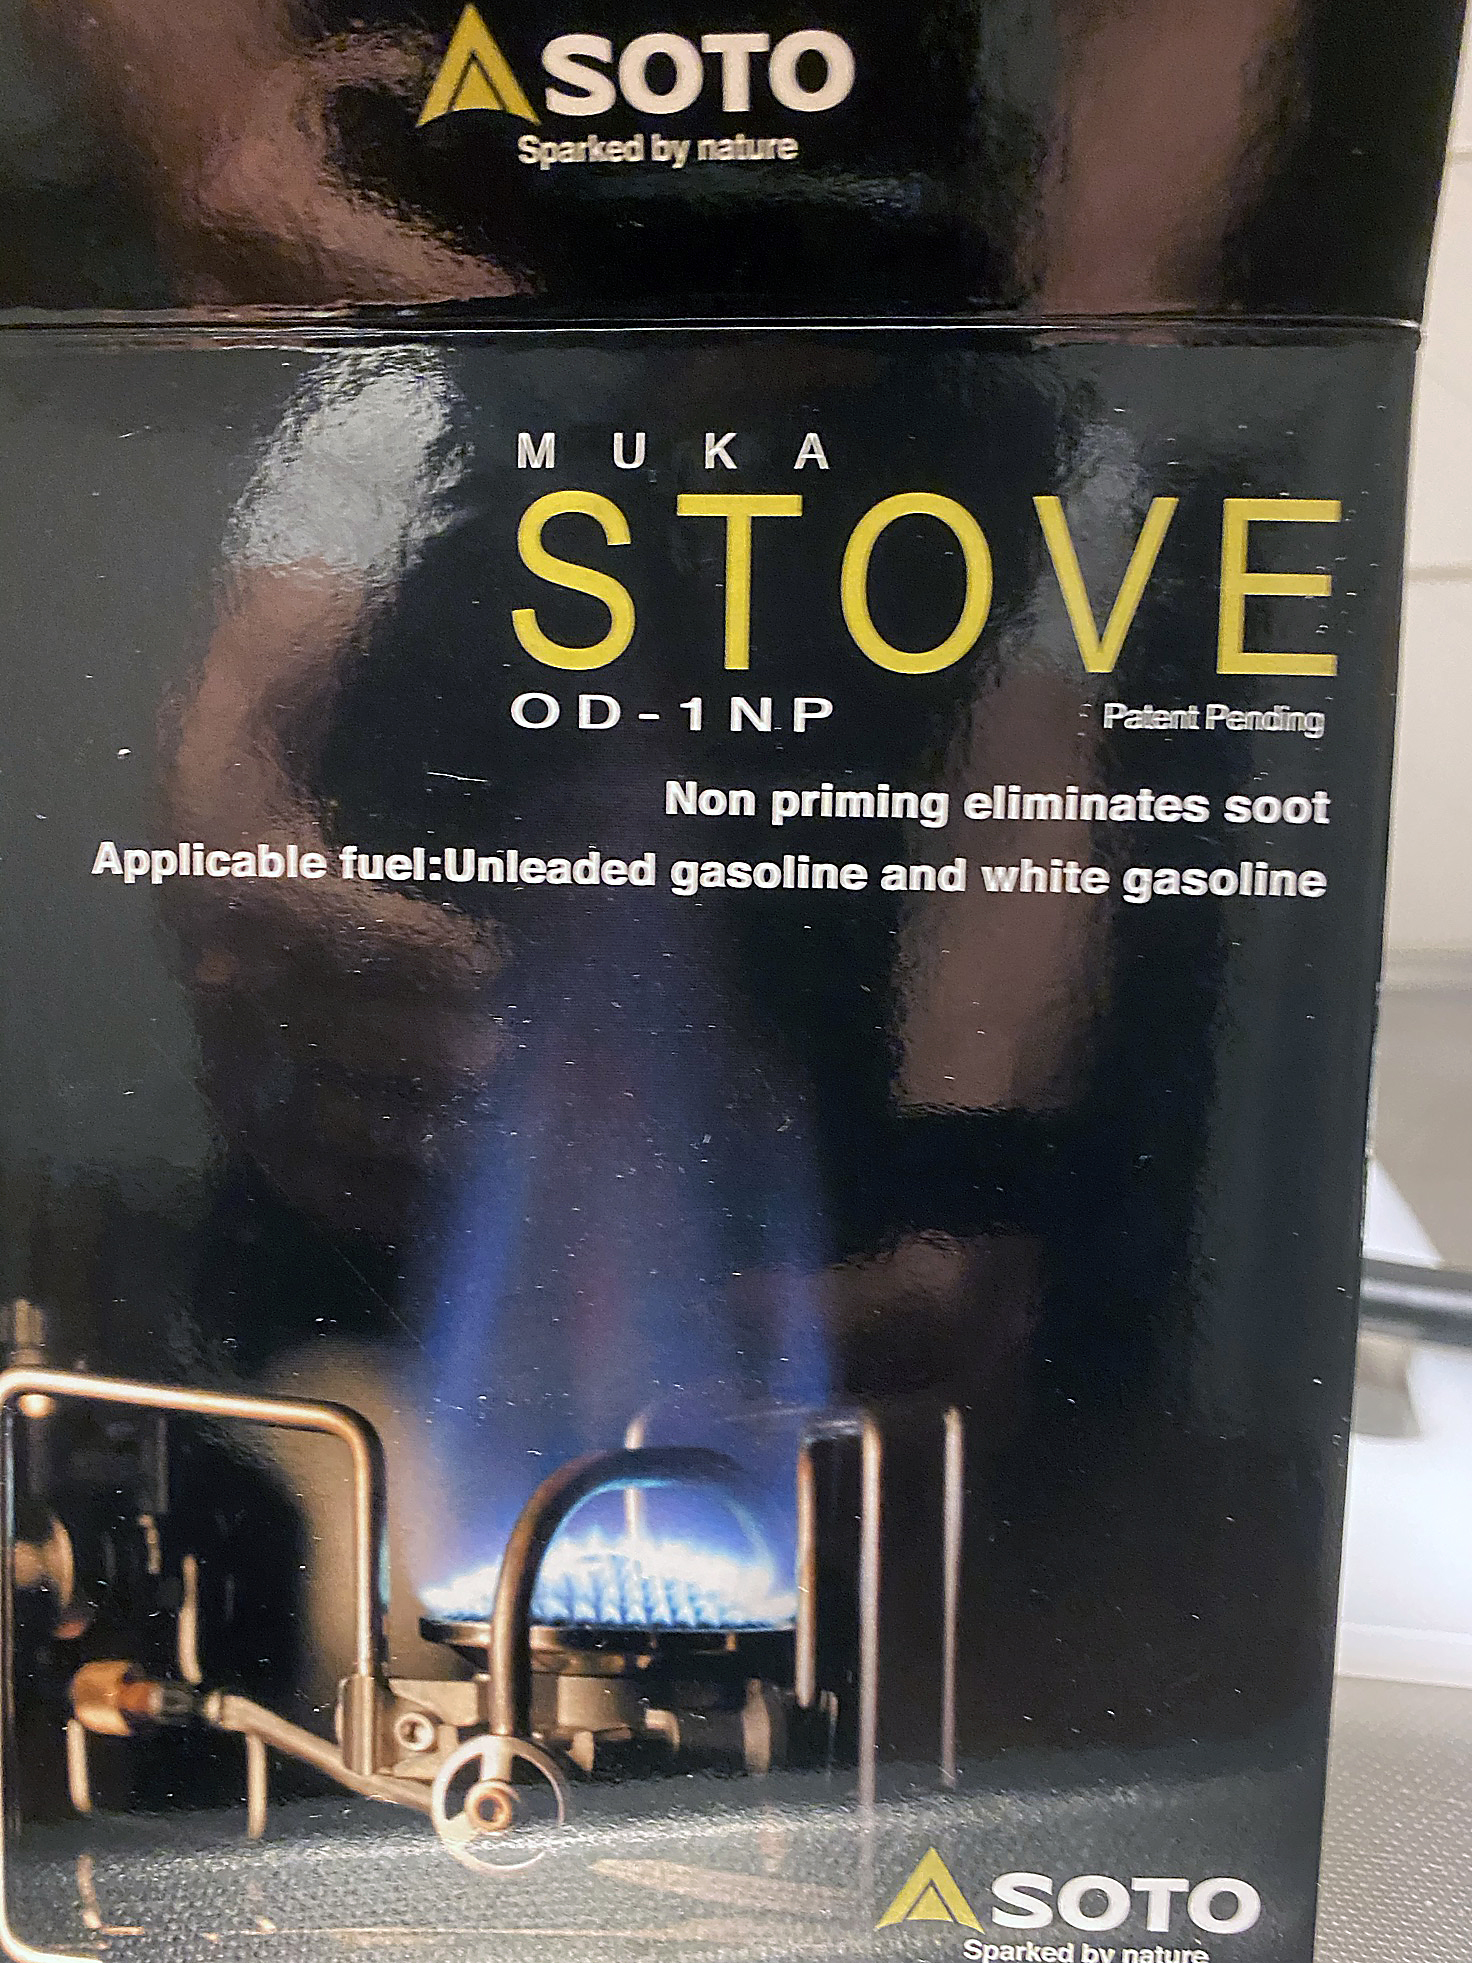 SOTO
Sparked by nature
MUKA
STOVE
OD-1NP
Patent Pending
Non priming eliminates soot
Applicable fuel:Unleaded gasoline and white gasoline
SOTO
Sparked by nature